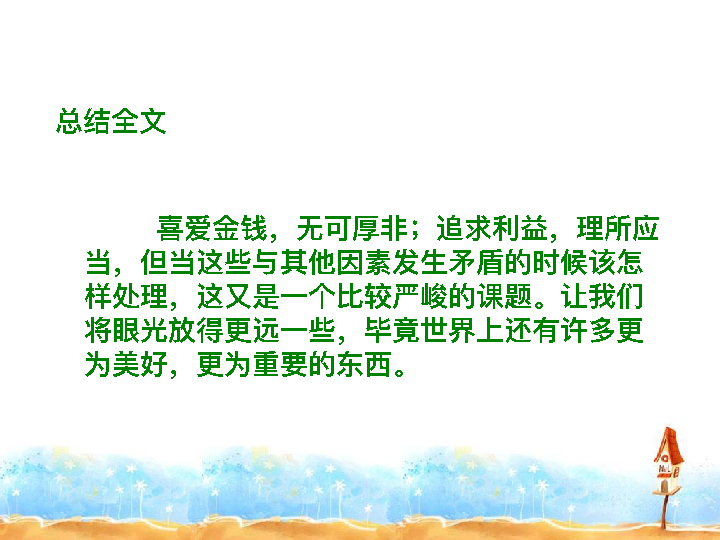 总结全文
喜爱金钱，无可厚非；追求利益，理所应
当，但当这些与其他因素发生矛盾的时候该怎
样处理，这又是一个比较严峻的课题。让我们
将眼光放得更远一些，毕竟世界上还有许多更
为美好，更为重要的东西。